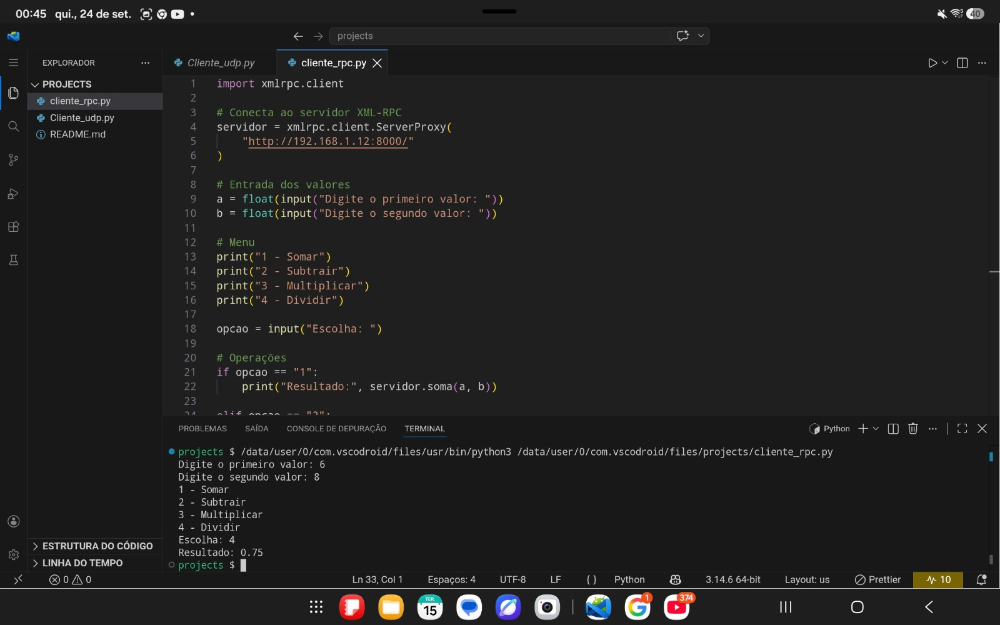 00:45 qui., 24 de set.
40
projects
EXPLORADOR
PROJECTS
cliente_rpc.py
Cliente_udp.py
README.md
ESTRUTURA DO CÓDIGO
LINHA DO TEMPO
Cliente_udp.py
cliente_rpc.py
1 import xmlrpc.client
2
3 # Conecta ao servidor XML-RPC
4 servidor = xmlrpc.client.ServerProxy(
5     "http://192.168.1.12:8000/"
6 )
7
8 # Entrada dos valores
9 a = float(input("Digite o primeiro valor: "))
10 b = float(input("Digite o segundo valor: "))
11
12 # Menu
13 print("1 - Somar")
14 print("2 - Subtrair")
15 print("3 - Multiplicar")
16 print("4 - Dividir")
17
18 opcao = input("Escolha: ")
19
20 # Operações
21 if opcao == "1":
22     print("Resultado:", servidor.soma(a, b))
23
24 elif opcao == "2":
PROBLEMAS SAÍDA CONSOLE DE DEPURAÇÃO TERMINAL
Python
projects $ /data/user/0/com.vscodroid/files/usr/bin/python3 /data/user/0/com.vscodroid/files/projects/cliente_rpc.py
Digite o primeiro valor: 6
Digite o segundo valor: 8
1 - Somar
2 - Subtrair
3 - Multiplicar
4 - Dividir
Escolha: 4
Resultado: 0.75
projects $
0 0 Ln 33, Col 1 Espaços: 4 UTF-8 LF { } Python 3.14.6 64-bit Layout: us Prettier 10
TER.
15
1
374